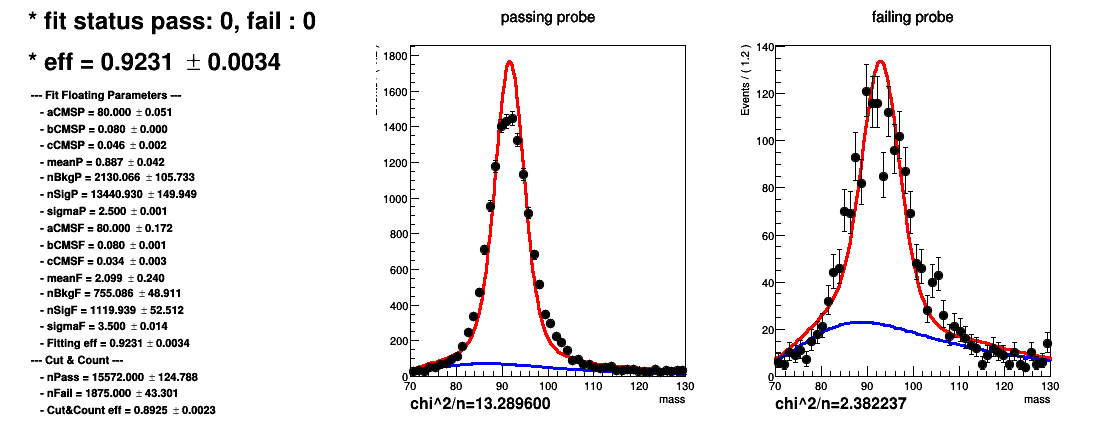 * fit status pass: 0, fail : 0
* eff = 0.9231 ± 0.0034
--- Fit Floating Parameters ---
- aCMSP = 80.000 ± 0.051
- bCMSP = 0.080 ± 0.000
- cCMSP = 0.046 ± 0.002
- meanP = 0.887 ± 0.042
- nBkgP = 2130.066 ± 105.733
- nSigP = 13440.930 ± 149.949
- sigmaP = 2.500 ± 0.001
- aCMSF = 80.000 ± 0.172
- bCMSF = 0.080 ± 0.001
- cCMSF = 0.034 ± 0.003
- meanF = 2.099 ± 0.240
- nBkgF = 755.086 ± 48.911
- nSigF = 1119.939 ± 52.512
- sigmaF = 3.500 ± 0.014
- Fitting eff = 0.9231 ± 0.0034
--- Cut & Count ---
- nPass = 15572.000 ± 124.788
- nFail = 1875.000 ± 43.301
- Cut&Count eff = 0.8925 ± 0.0023
passing probe
1800
1600
1400
1200
1000
800
600
400
200
0
70 80 90 100 110 120 130
mass
chi^2/n=13.289600
failing probe
Events / ( 1.2 )
140
120
100
80
60
40
20
0
70 80 90 100 110 120 130
mass
chi^2/n=2.382237